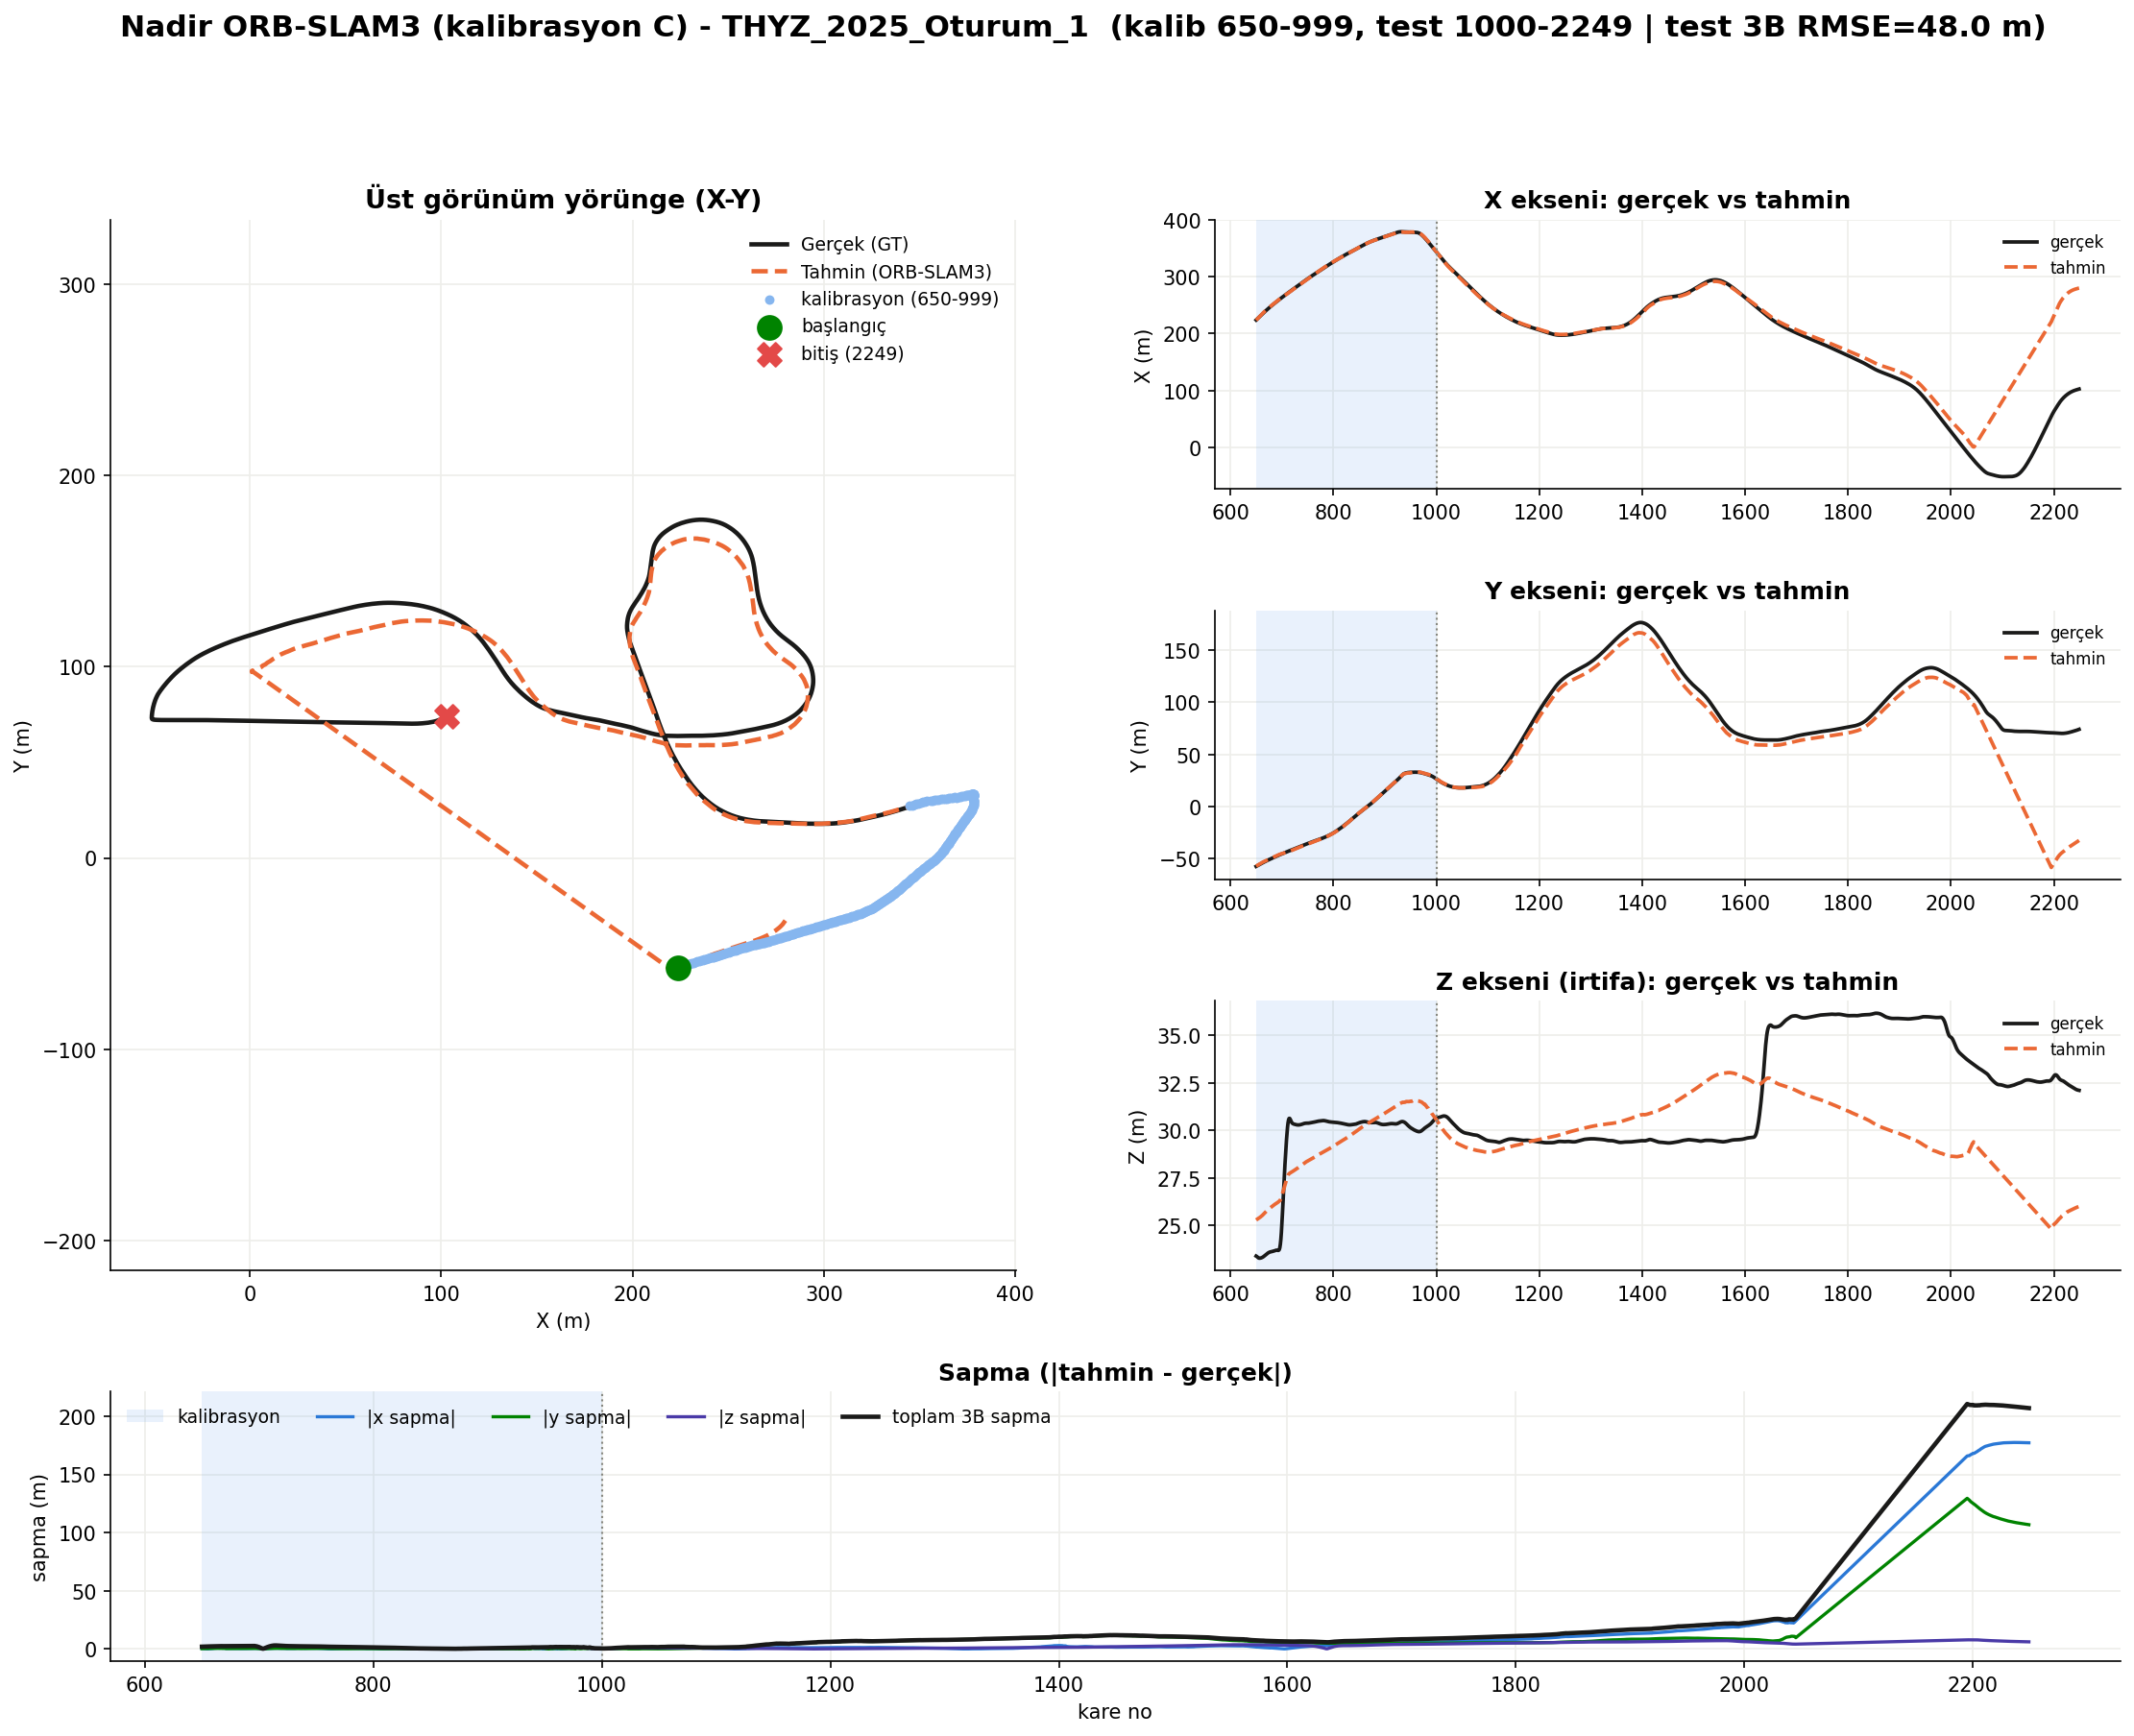 Nadir ORB-SLAM3 (kalibrasyon C) - THYZ_2025_Oturum_1  (kalib 650-999, test 1000-2249 | test 3B RMSE=48.0 m)
Üst görünüm yörünge (X-Y)
Gerçek (GT)
Tahmin (ORB-SLAM3)
kalibrasyon (650-999)
başlangıç
bitiş (2249)
300
200
100
0
−100
−200
Y (m)
0 100 200 300 400
X (m)
X ekseni: gerçek vs tahmin
gerçek
tahmin
400
300
200
100
0
X (m)
600 800 1000 1200 1400 1600 1800 2000 2200
Y ekseni: gerçek vs tahmin
gerçek
tahmin
150
100
50
0
−50
Y (m)
600 800 1000 1200 1400 1600 1800 2000 2200
Z ekseni (irtifa): gerçek vs tahmin
gerçek
tahmin
35.0
32.5
30.0
27.5
25.0
Z (m)
600 800 1000 1200 1400 1600 1800 2000 2200
Sapma (|tahmin - gerçek|)
kalibrasyon |x sapma| |y sapma| |z sapma| toplam 3B sapma
200
150
100
50
0
sapma (m)
600 800 1000 1200 1400 1600 1800 2000 2200
kare no